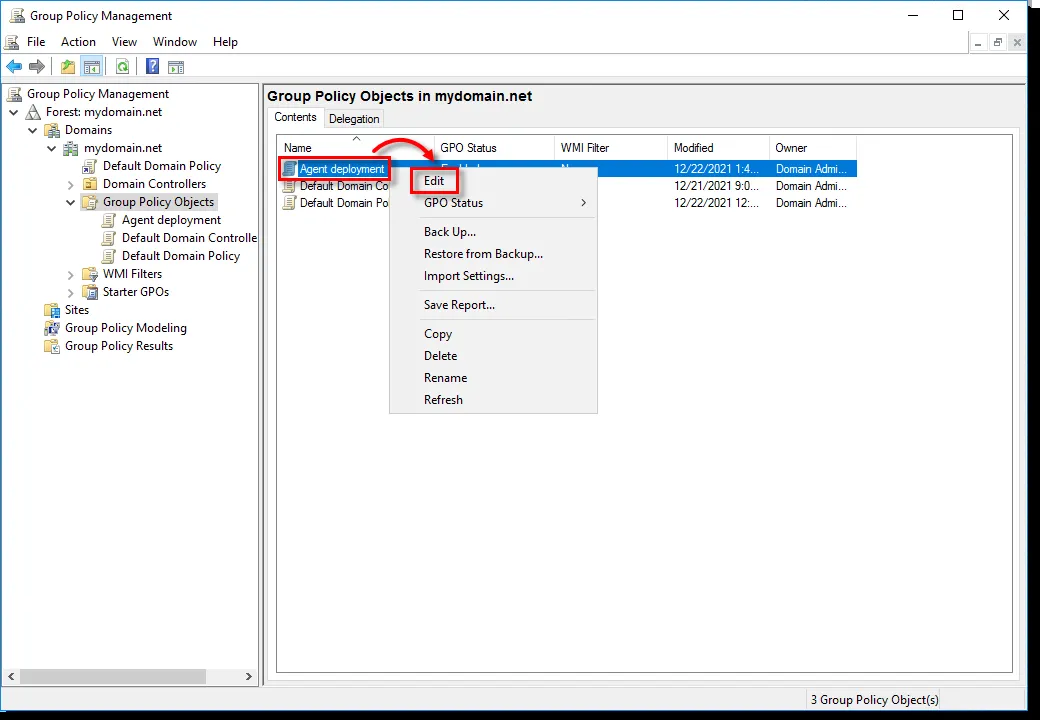 Group Policy Management
File Action View Window Help
Group Policy Management
Forest: mydomain.net
Domains
mydomain.net
Default Domain Policy
Domain Controllers
Group Policy Objects
Agent deployment
Default Domain Controlle
Default Domain Policy
WMI Filters
Starter GPOs
Sites
Group Policy Modeling
Group Policy Results
Group Policy Objects in mydomain.net
Contents Delegation
Name GPO Status WMI Filter Modified Owner
Agent deployment 12/22/2021 1:4... Domain Admi...
Default Domain Co 12/21/2021 9:0... Domain Admi...
Default Domain Po 12/22/2021 12:... Domain Admi...
Edit
GPO Status
Back Up...
Restore from Backup...
Import Settings...
Save Report...
Copy
Delete
Rename
Refresh
3 Group Policy Object(s)